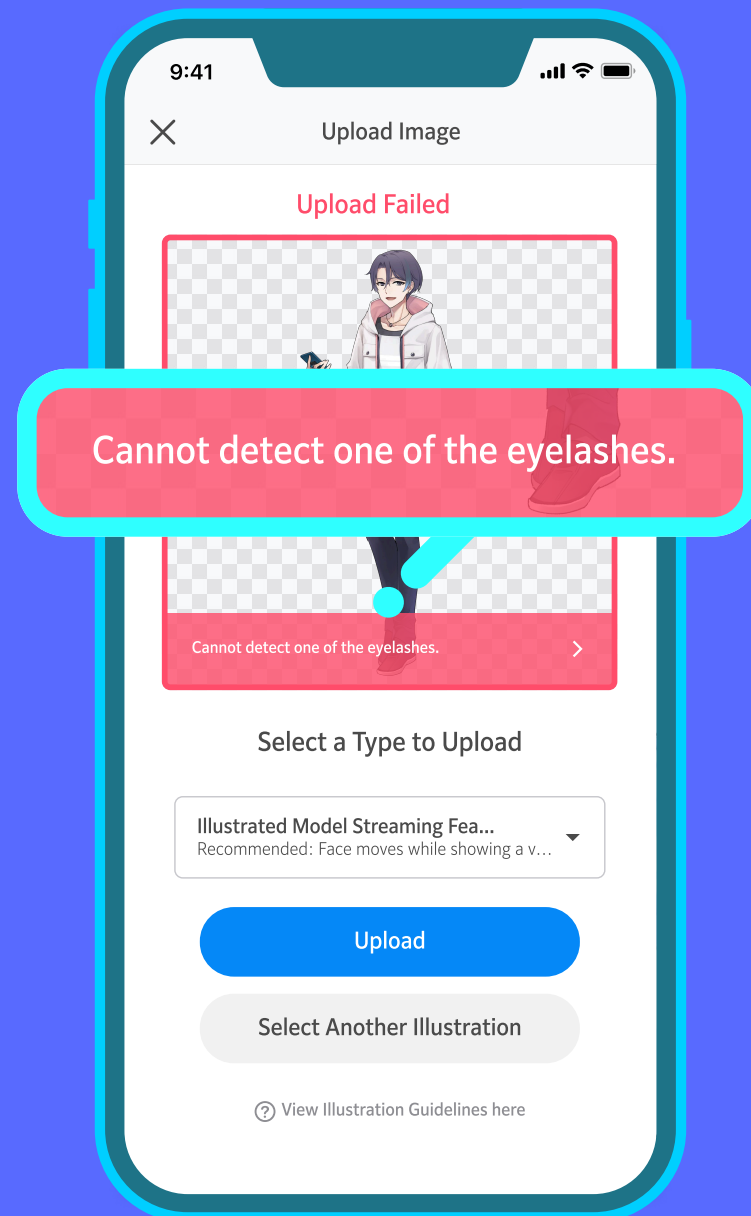 9:41
Upload Image
Upload Failed
Cannot detect one of the eyelashes.
Cannot detect one of the eyelashes.
Select a Type to Upload
Illustrated Model Streaming Fea...
Recommended: Face moves while showing a v...
Upload
Select Another Illustration
? View Illustration Guidelines here